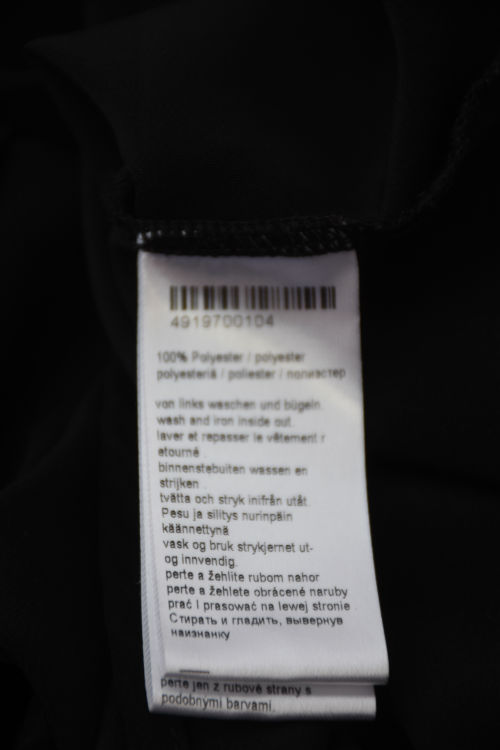 4919700104
100% Polyester / polyester
polyesteriä / poliester / полиэстер
von links waschen und bügeln.
wash and iron inside out.
laver et repasser le vêtement r
etourné
binnenstebuiten wassen en
strijken .
tvätta och stryk inifrån utåt.
Pesu ja silitys nurinpäin
käännettynä
vask og bruk strykjernet ut-
og innvendig.
perte a žehlite rubom nahor
perte a žehlete obrácené naruby
prać I prasować na lewej stronie
Стирать и гладить, вывернув
наизнанку
perte jen z rubové strany s
podobnými barvami.